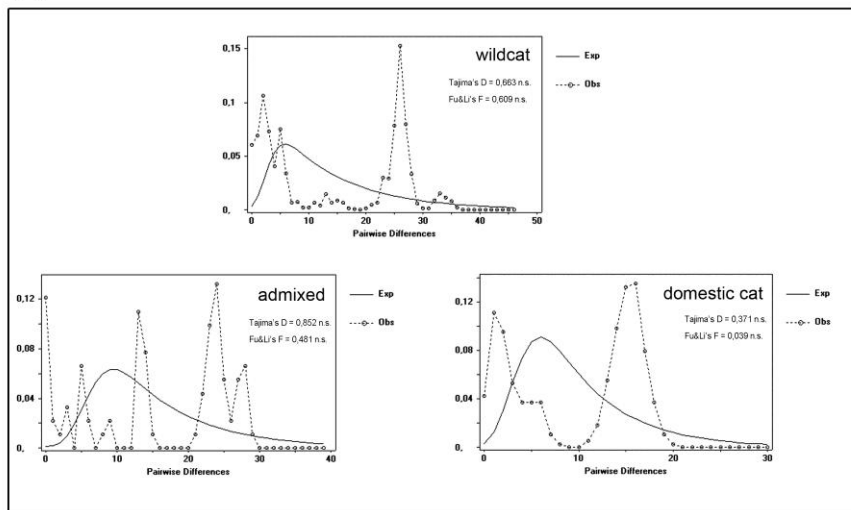 wildcat
Tajima's D = 0,663 n.s.
Fu&Li's F = 0,609 n.s.
Exp
Obs
0,15
0,1
0,05
0,
0 10 20 30 40 50
Pairwise Differences
admixed
Tajima's D = 0,852 n.s.
Fu&Li's F = 0,481 n.s.
Exp
Obs
0,12
0,08
0,04
0,
0 10 20 30 40
Pairwise Differences
domestic cat
Tajima's D = 0,371 n.s.
Fu&Li's F = 0,039 n.s.
Exp
Obs
0,12
0,08
0,04
0,
0 10 20 30
Pairwise Differences